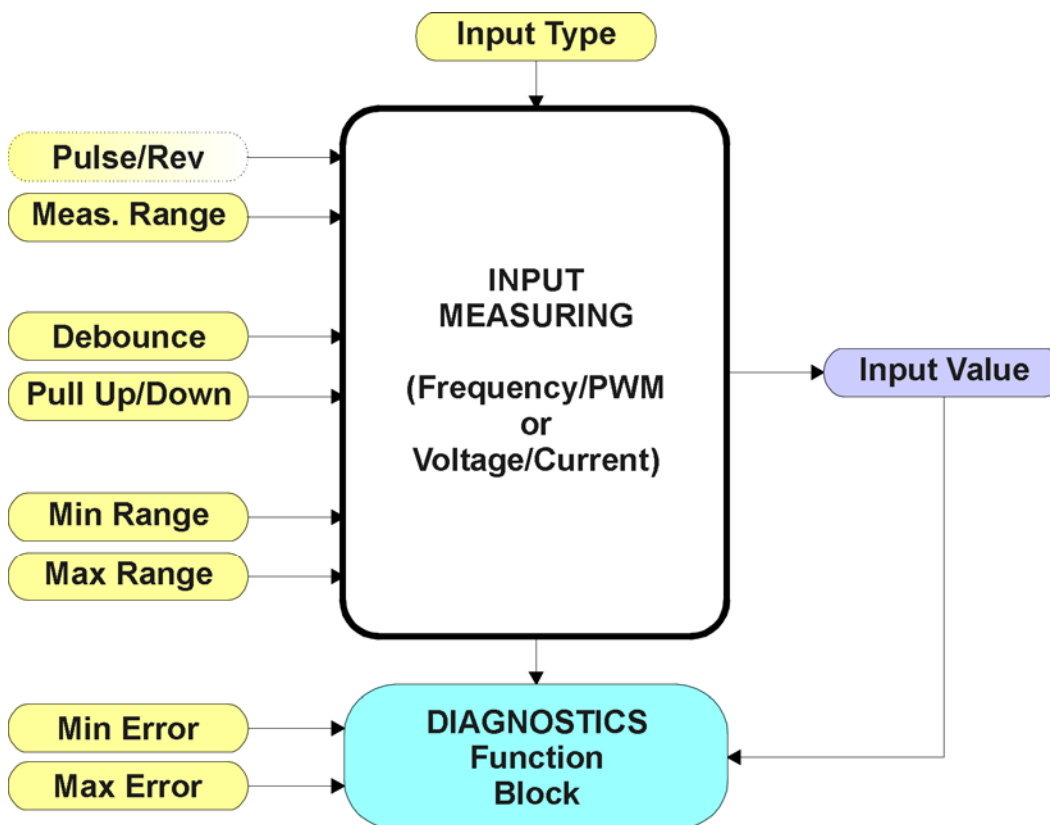 Input Type
Pulse/Rev
Meas. Range
Debounce
Pull Up/Down
Min Range
Max Range
INPUT
MEASURING
(Frequency/PWM
or
Voltage/Current)
Input Value
Min Error
Max Error
DIAGNOSTICS
Function
Block